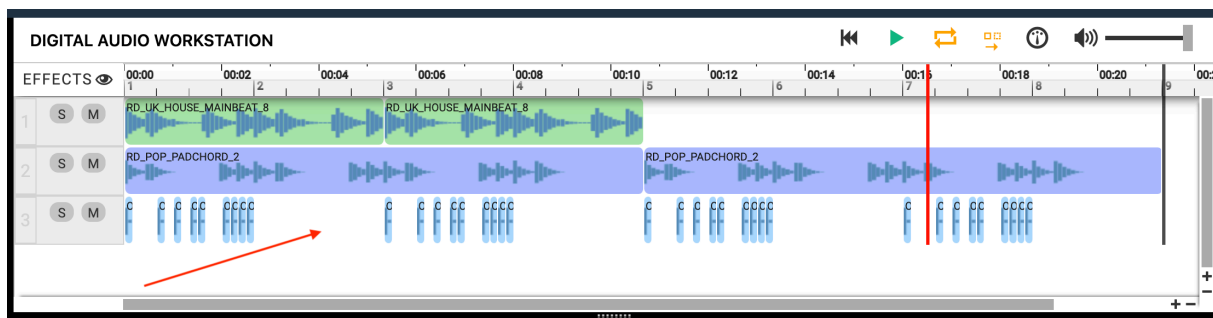 DIGITAL AUDIO WORKSTATION
EFFECTS
00:00 00:02 00:04 00:06 00:08 00:10 00:12 00:14 00:16 00:18 00:20 00:2
1 2 3 4 5 6 7 8 9
1 S M RD_UK_HOUSE_MAINBEAT_8 RD_UK_HOUSE_MAINBEAT_8
2 S M RD_POP_PADCHORD_2 RD_POP_PADCHORD_2
3 S M C C C C C C C C C C C C C C C C C C C C C C C C C C C C C C C C C C C C